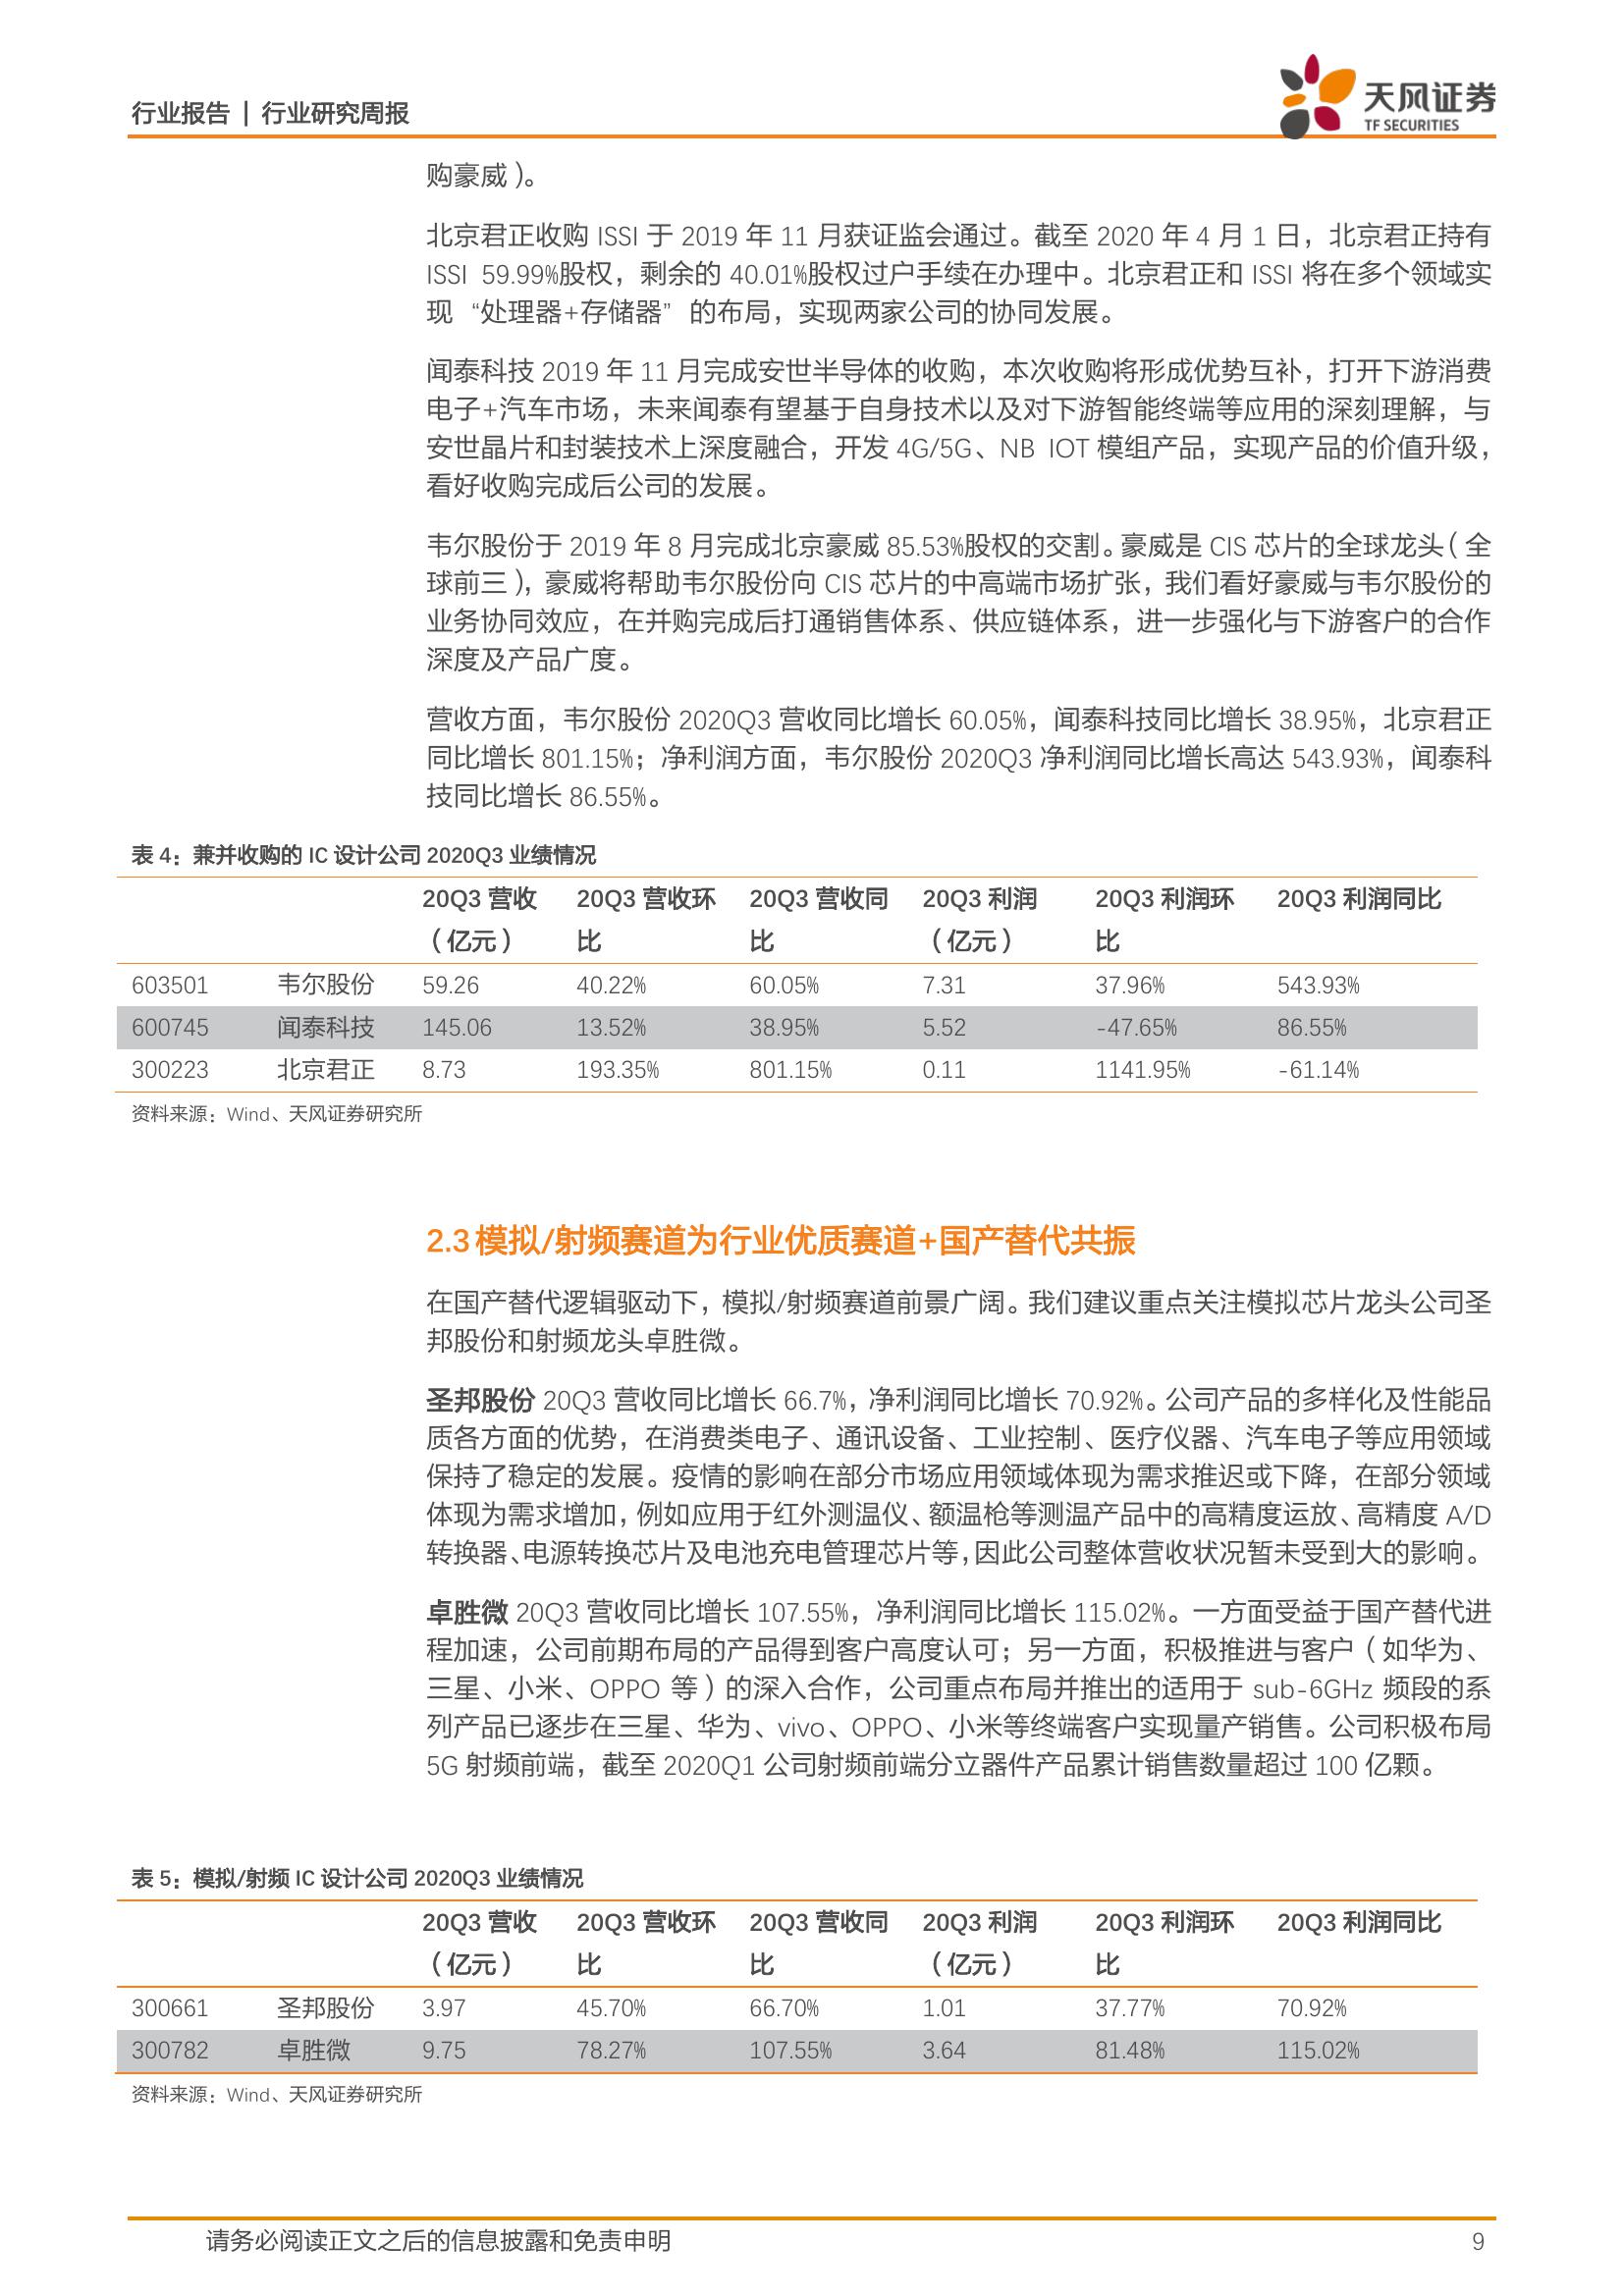 行业报告 | 行业研究周报
天风证券
TF SECURITIES
购豪威）。
北京君正收购 ISSI 于 2019 年 11 月获证监会通过。截至 2020 年 4 月 1 日，北京君正持有
ISSI 59.99%股权，剩余的 40.01%股权过户手续在办理中。北京君正和 ISSI 将在多个领域实
现“处理器+存储器”的布局，实现两家公司的协同发展。
闻泰科技 2019 年 11 月完成安世半导体的收购，本次收购将形成优势互补，打开下游消费
电子+汽车市场，未来闻泰有望基于自身技术以及对下游智能终端等应用的深刻理解，与
安世晶片和封装技术上深度融合，开发 4G/5G、NB IOT 模组产品，实现产品的价值升级，
看好收购完成后公司的发展。
韦尔股份于 2019 年 8 月完成北京豪威 85.53%股权的交割。豪威是 CIS 芯片的全球龙头（全
球前三），豪威将帮助韦尔股份向 CIS 芯片的中高端市场扩张，我们看好豪威与韦尔股份的
业务协同效应，在并购完成后打通销售体系、供应链体系，进一步强化与下游客户的合作
深度及产品广度。
营收方面，韦尔股份 2020Q3 营收同比增长 60.05%，闻泰科技同比增长 38.95%，北京君正
同比增长 801.15%；净利润方面，韦尔股份 2020Q3 净利润同比增长高达 543.93%，闻泰科
技同比增长 86.55%。
表 4：兼并收购的 IC 设计公司 2020Q3 业绩情况
20Q3 营收 20Q3 营收环 20Q3 营收同 20Q3 利润 20Q3 利润环 20Q3 利润同比
（亿元） 比 比 （亿元） 比
603501 韦尔股份 59.26 40.22% 60.05% 7.31 37.96% 543.93%
600745 闻泰科技 145.06 13.52% 38.95% 5.52 -47.65% 86.55%
300223 北京君正 8.73 193.35% 801.15% 0.11 1141.95% -61.14%
资料来源：Wind、天风证券研究所
2.3 模拟/射频赛道为行业优质赛道+国产替代共振
在国产替代逻辑驱动下，模拟/射频赛道前景广阔。我们建议重点关注模拟芯片龙头公司圣
邦股份和射频龙头卓胜微。
圣邦股份 20Q3 营收同比增长 66.7%，净利润同比增长 70.92%。公司产品的多样化及性能品
质各方面的优势，在消费类电子、通讯设备、工业控制、医疗仪器、汽车电子等应用领域
保持了稳定的发展。疫情的影响在部分市场应用领域体现为需求推迟或下降，在部分领域
体现为需求增加，例如应用于红外测温仪、额温枪等测温产品中的高精度运放、高精度 A/D
转换器、电源转换芯片及电池充电管理芯片等，因此公司整体营收状况暂未受到大的影响。
卓胜微 20Q3 营收同比增长 107.55%，净利润同比增长 115.02%。一方面受益于国产替代进
程加速，公司前期布局的产品得到客户高度认可；另一方面，积极推进与客户（如华为、
三星、小米、OPPO 等）的深入合作，公司重点布局并推出的适用于 sub-6GHz 频段的系
列产品已逐步在三星、华为、vivo、OPPO、小米等终端客户实现量产销售。公司积极布局
5G 射频前端，截至 2020Q1 公司射频前端分立器件产品累计销售数量超过 100 亿颗。
表 5：模拟/射频 IC 设计公司 2020Q3 业绩情况
20Q3 营收 20Q3 营收环 20Q3 营收同 20Q3 利润 20Q3 利润环 20Q3 利润同比
（亿元） 比 比 （亿元） 比
300661 圣邦股份 3.97 45.70% 66.70% 1.01 37.77% 70.92%
300782 卓胜微 9.75 78.27% 107.55% 3.64 81.48% 115.02%
资料来源：Wind、天风证券研究所
请务必阅读正文之后的信息披露和免责申明 9